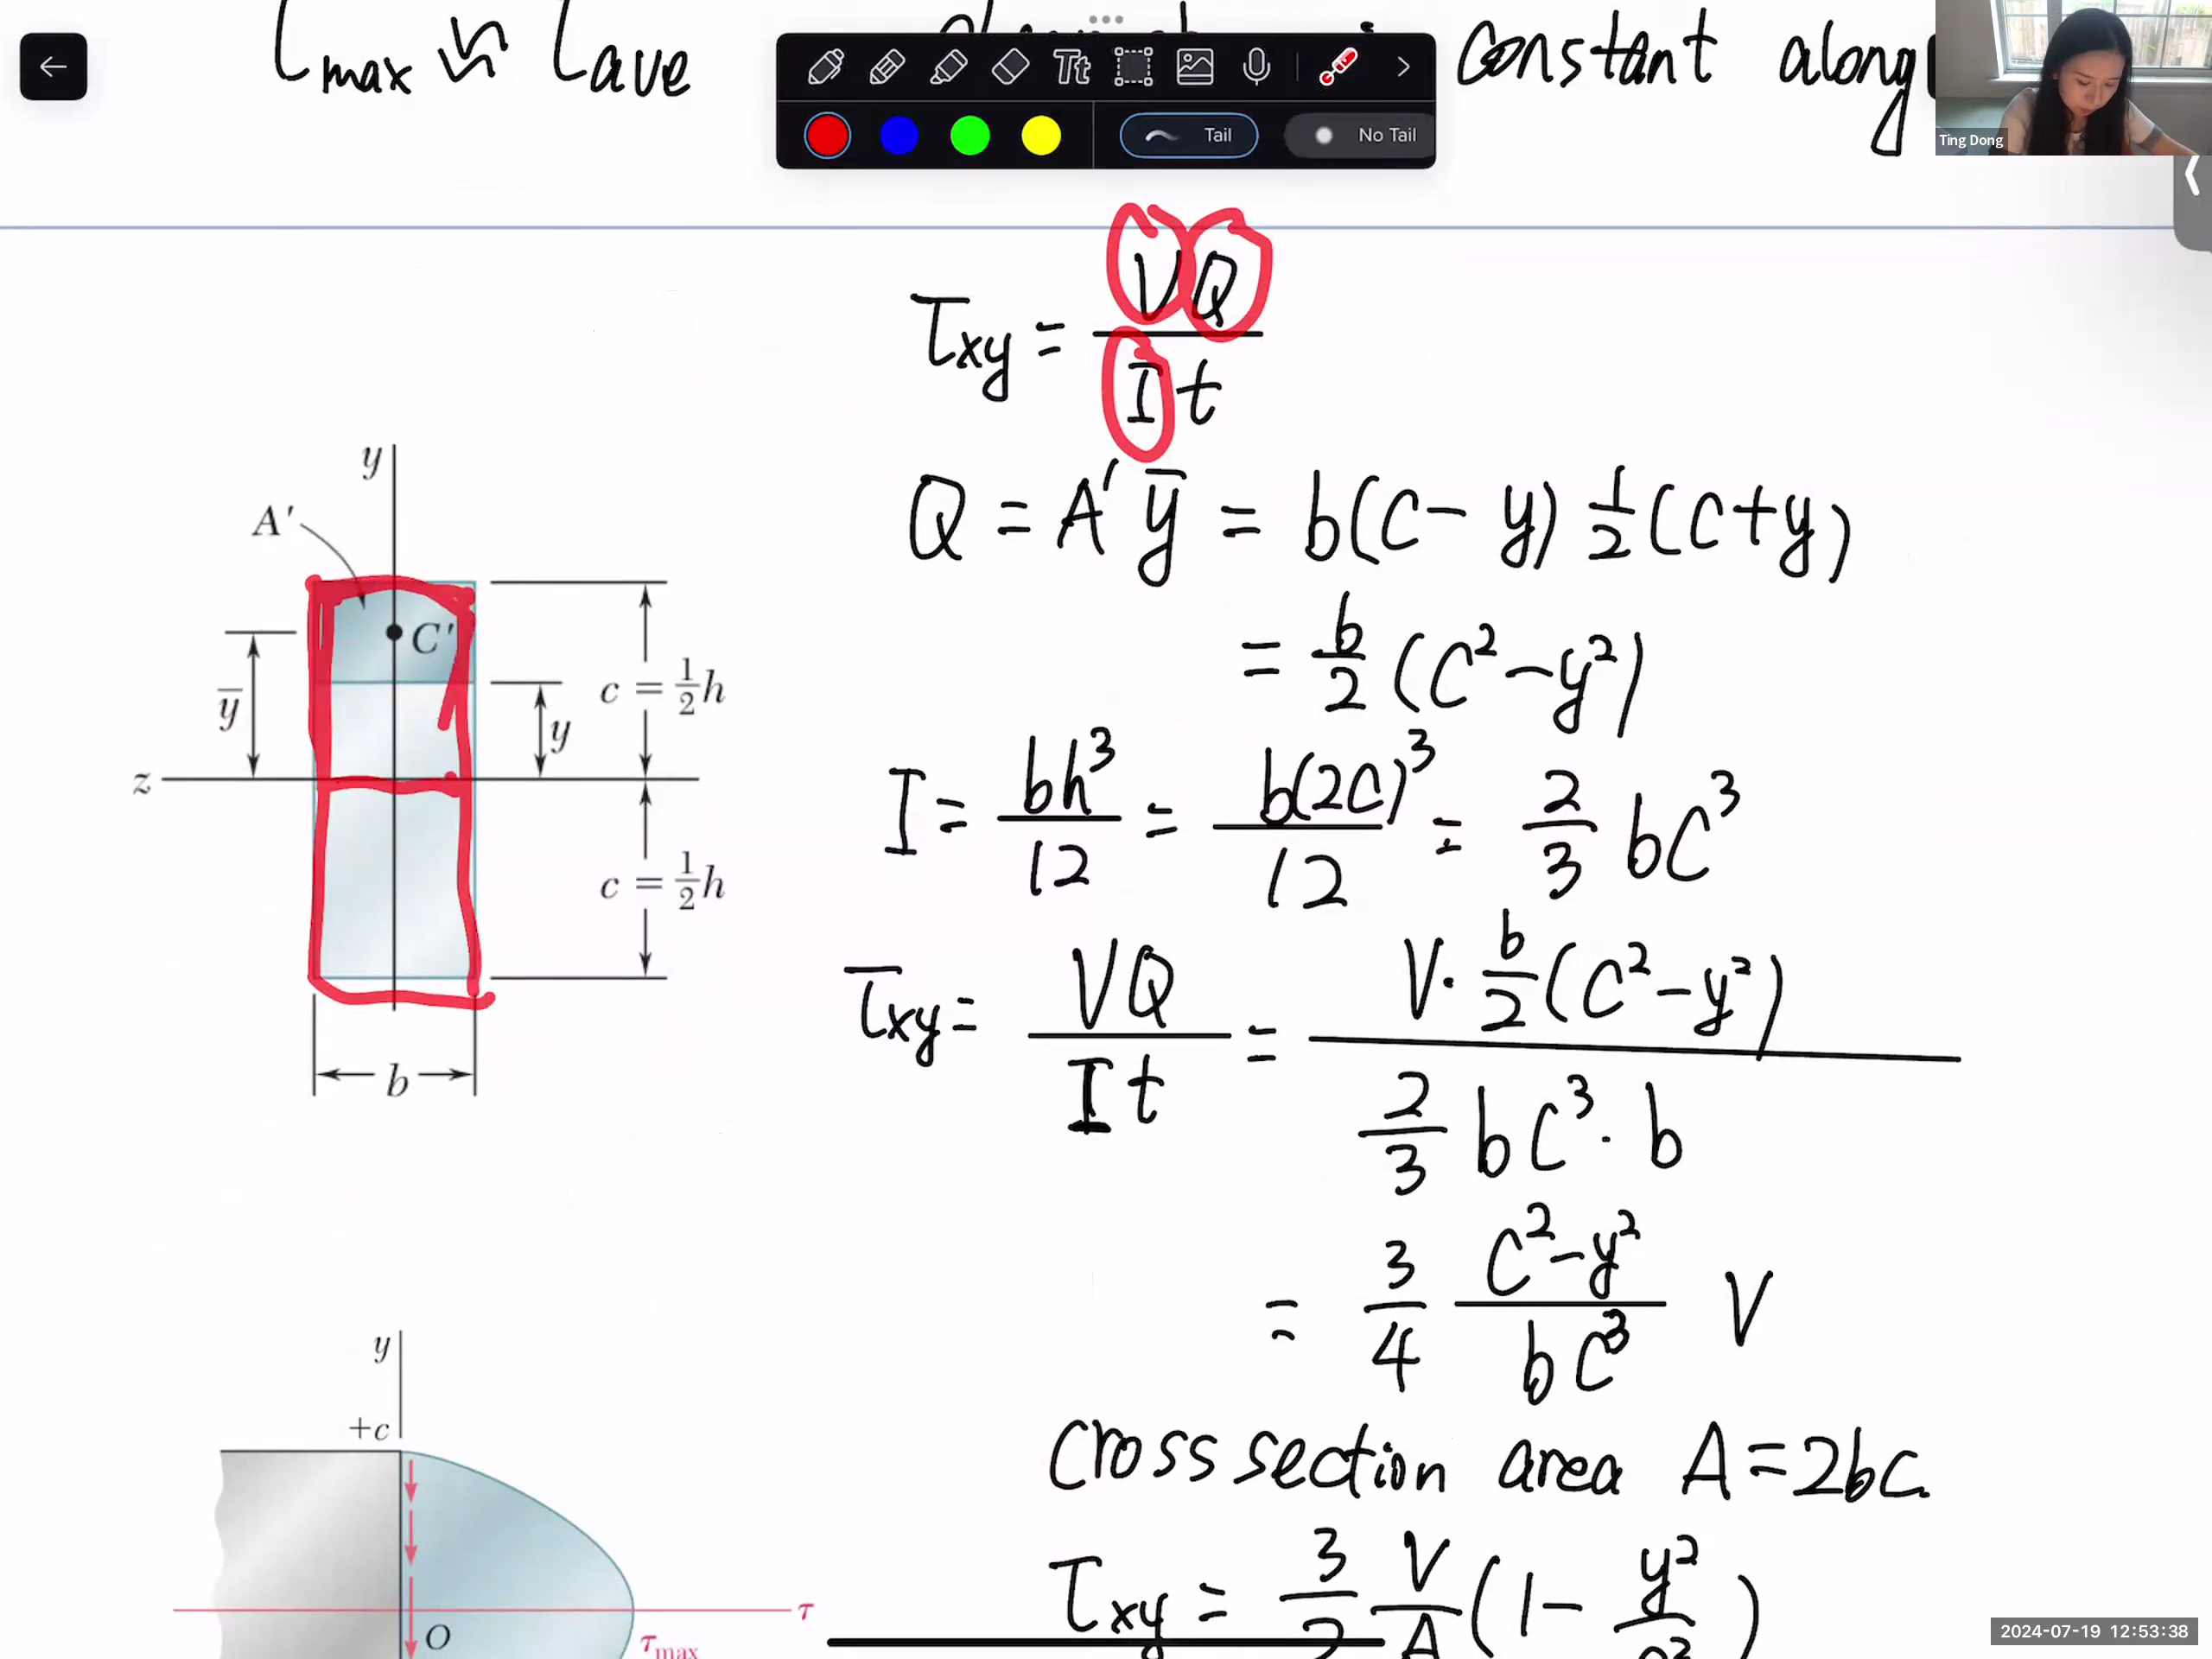 τmax ≈ τave
constant along
Tt
Tail
No Tail
Ting Dong
τxy = VQ / It
y
A'
Q = A' ȳ = b(c - y) 1/2 (c + y)
C'
= b/2 (c² - y²)
ȳ
c = 1/2 h
y
I = bh³/12 = b(2c)³/12 = 2/3 bc³
z
c = 1/2 h
τxy = VQ / It = V · b/2 (c² - y²) / 2/3 bc³ · b
b
= 3/4 (c² - y²) / bc³ V
y
+c
cross section area A = 2bc.
τxy = 3/2 V/A (1 - y²/c²)
τ
O
τmax
2024-07-19 12:53:38